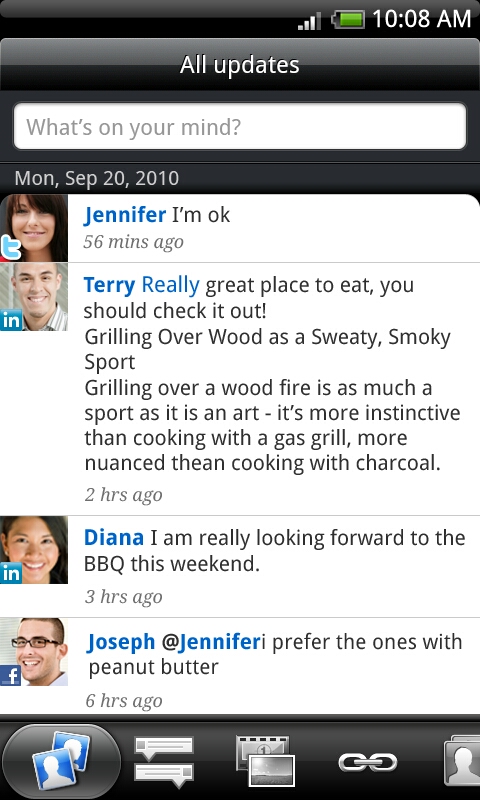 10:08 AM
All updates
What's on your mind?
Mon, Sep 20, 2010
Jennifer I'm ok
56 mins ago
Terry Really great place to eat, you
should check it out!
Grilling Over Wood as a Sweaty, Smoky
Sport
Grilling over a wood fire is as much a
sport as it is an art - it's more instinctive
than cooking with a gas grill, more
nuanced thean cooking with charcoal.
2 hrs ago
Diana I am really looking forward to the
BBQ this weekend.
3 hrs ago
Joseph @Jenniferi prefer the ones with
peanut butter
6 hrs ago